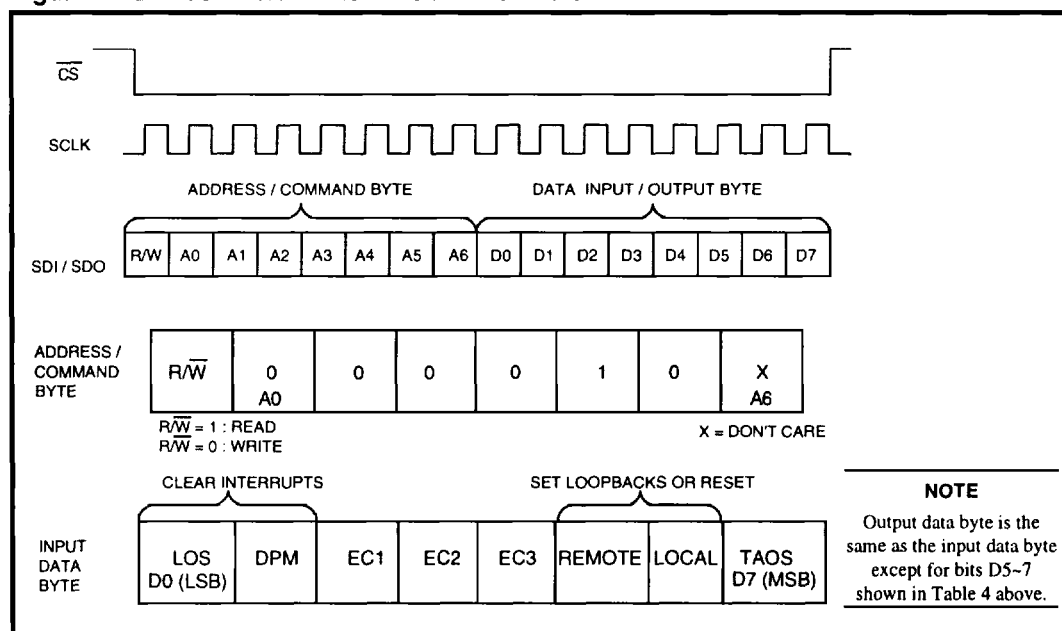 CS
SCLK
ADDRESS / COMMAND BYTE
DATA INPUT / OUTPUT BYTE
SDI / SDO
R/W A0 A1 A2 A3 A4 A5 A6 D0 D1 D2 D3 D4 D5 D6 D7
ADDRESS /
COMMAND
BYTE
R/W 0 0 0 0 1 0 X
A0 A6
R/W = 1 : READ
R/W = 0 : WRITE
X = DON'T CARE
CLEAR INTERRUPTS
SET LOOPBACKS OR RESET
INPUT
DATA
BYTE
LOS DPM EC1 EC2 EC3 REMOTE LOCAL TAOS
D0 (LSB) D7 (MSB)
NOTE
Output data byte is the
same as the input data byte
except for bits D5~7
shown in Table 4 above.